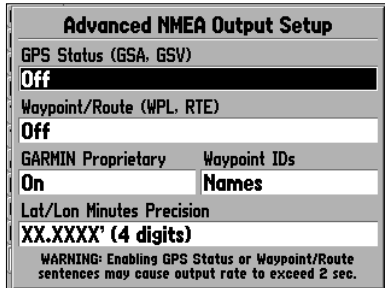 Advanced NMEA Output Setup
GPS Status (GSA, GSV)
Off
Waypoint/Route (WPL, RTE)
Off
GARMIN Proprietary Waypoint IDs
On Names
Lat/Lon Minutes Precision
XX.XXXX' (4 digits)
WARNING: Enabling GPS Status or Waypoint/Route
sentences may cause output rate to exceed 2 sec.